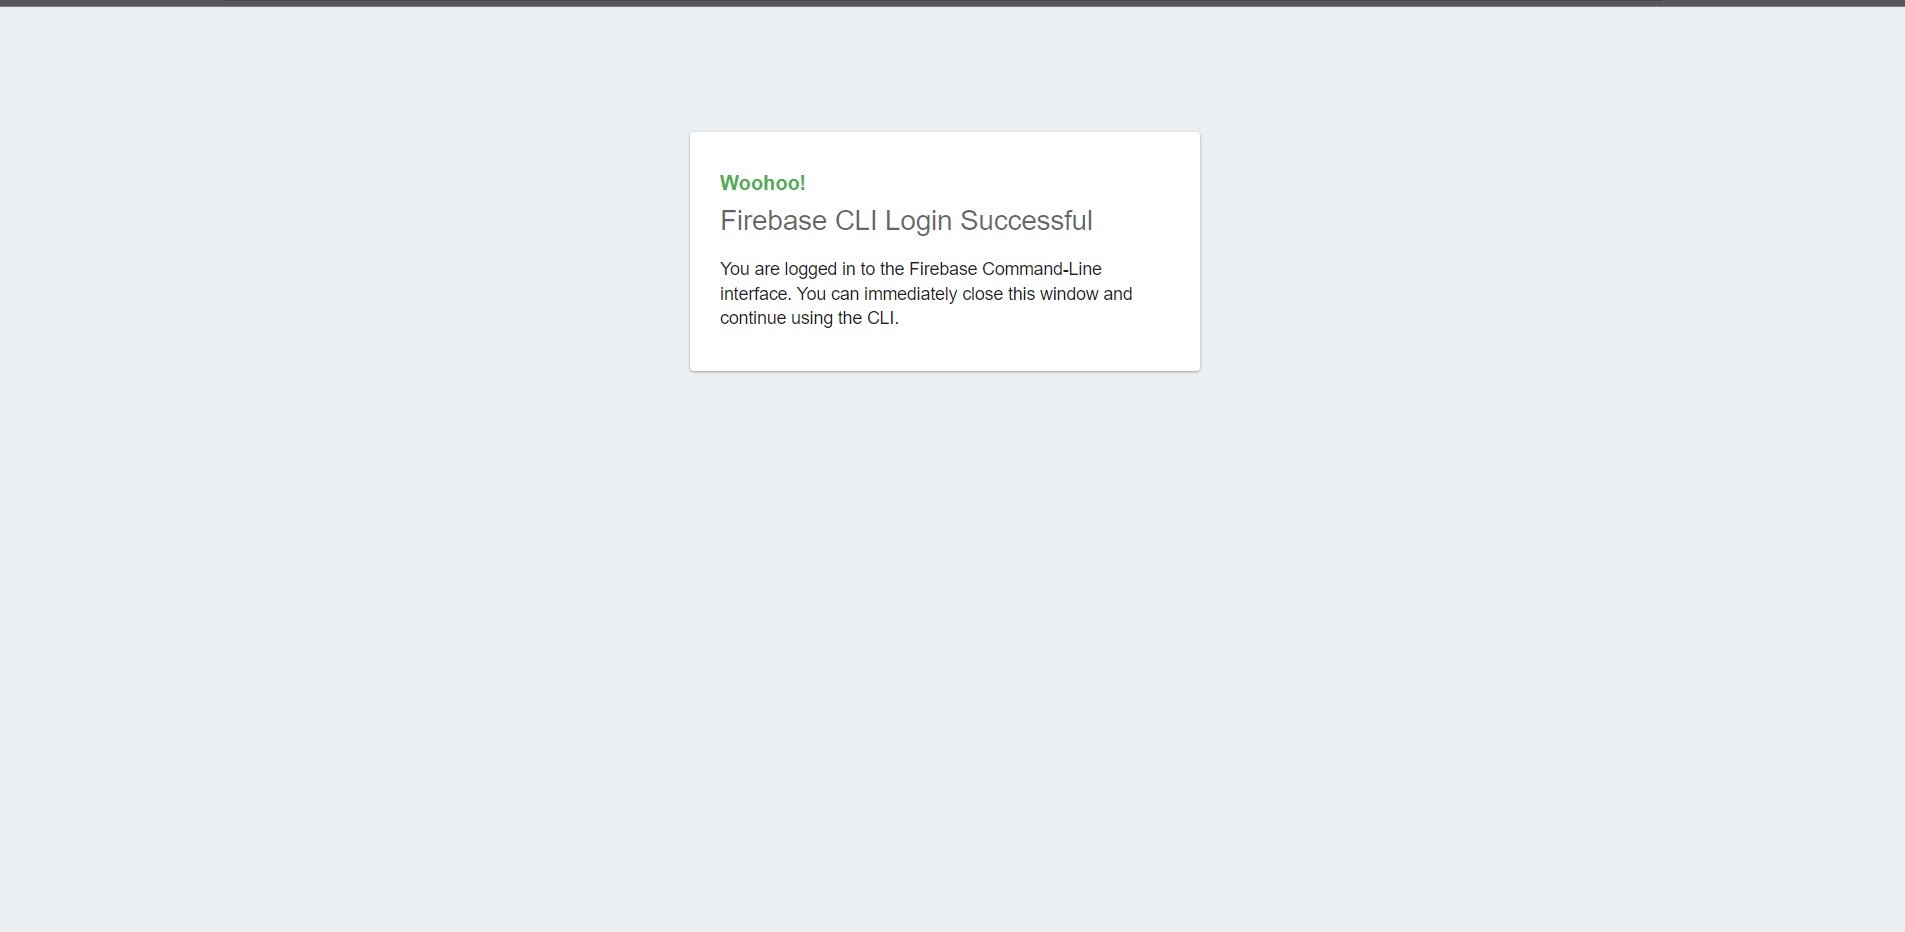 Woohoo!
Firebase CLI Login Successful
You are logged in to the Firebase Command-Line
interface. You can immediately close this window and
continue using the CLI.